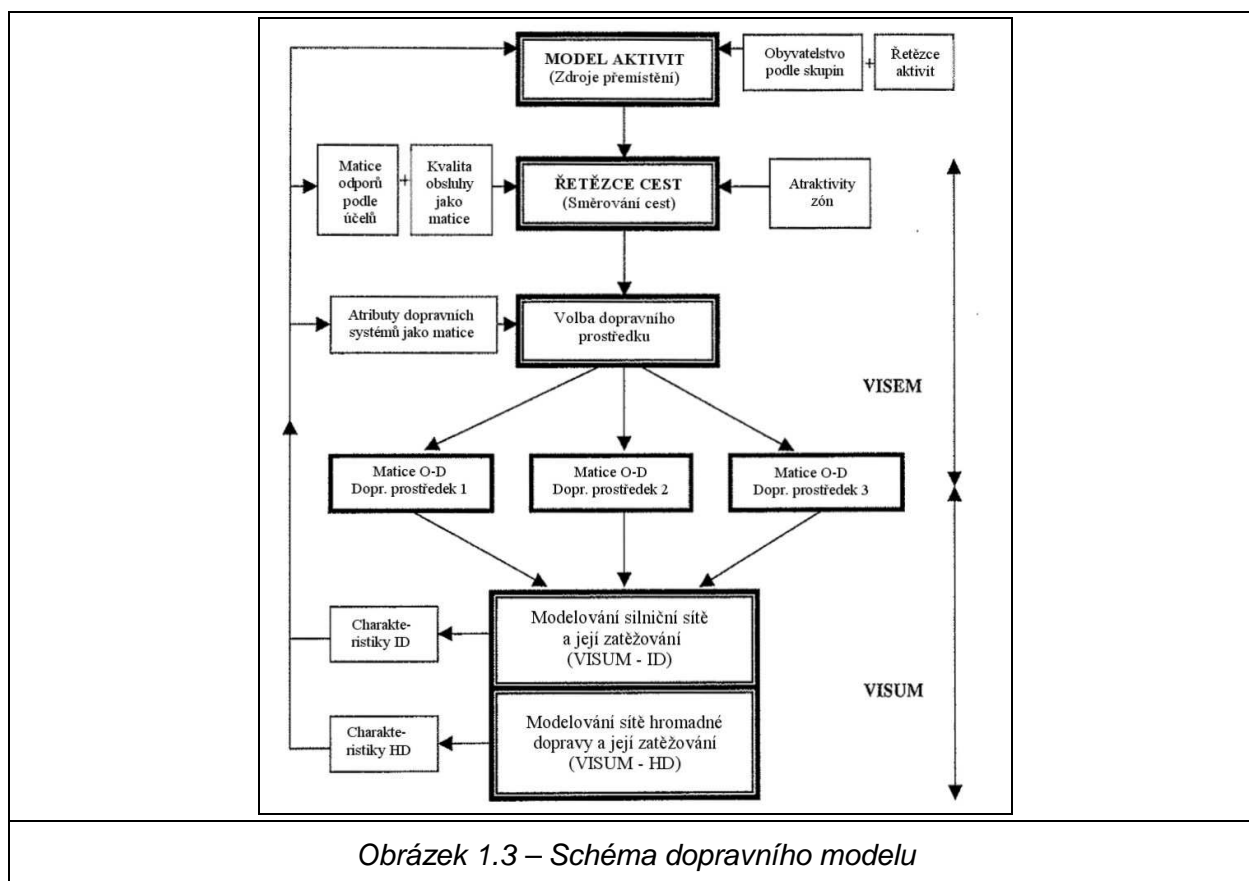 MODEL AKTIVIT
(Zdroje přemístění)
Obyvatelstvo
podle skupin
+
Řetězce
aktivit
Matice
odporů
podle
účelů
+
Kvalita
obsluhy
jako
matice
ŘETĚZCE CEST
(Směrování cest)
Atraktivity
zón
Atributy dopravních
systémů jako matice
Volba dopravního
prostředku
VISEM
Matice O-D
Dopr. prostředek 1
Matice O-D
Dopr. prostředek 2
Matice O-D
Dopr. prostředek 3
Charakte-
ristiky ID
Modelování silniční sítě
a její zatěžování
(VISUM - ID)
VISUM
Charakte-
ristiky HD
Modelování sítě hromadné
dopravy a její zatěžování
(VISUM - HD)
Obrázek 1.3 – Schéma dopravního modelu